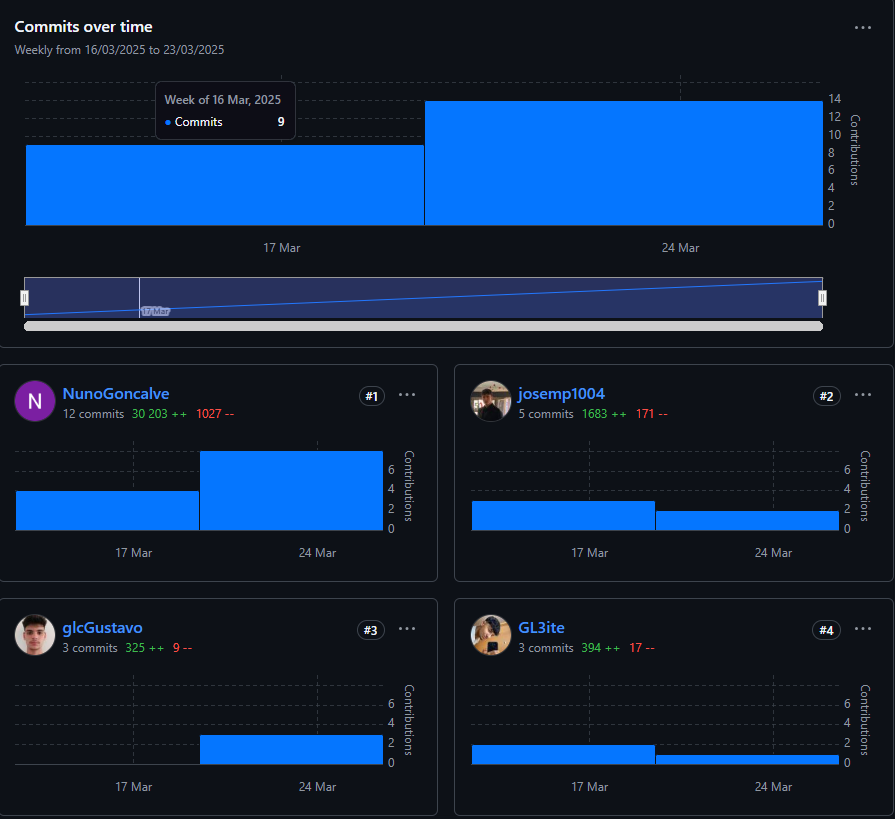 Commits over time
Weekly from 16/03/2025 to 23/03/2025
Week of 16 Mar, 2025
Commits 9
14
12
10
8
6
4
2
0
Contributions
17 Mar 24 Mar
17 Mar
N NunoGoncalve #1
12 commits 30 203 ++ 1027 --
6
4
2
0
Contributions
17 Mar 24 Mar
josemp1004 #2
5 commits 1683 ++ 171 --
6
4
2
0
Contributions
17 Mar 24 Mar
glcGustavo #3
3 commits 325 ++ 9 --
6
4
2
0
Contributions
17 Mar 24 Mar
GL3ite #4
3 commits 394 ++ 17 --
6
4
2
0
Contributions
17 Mar 24 Mar